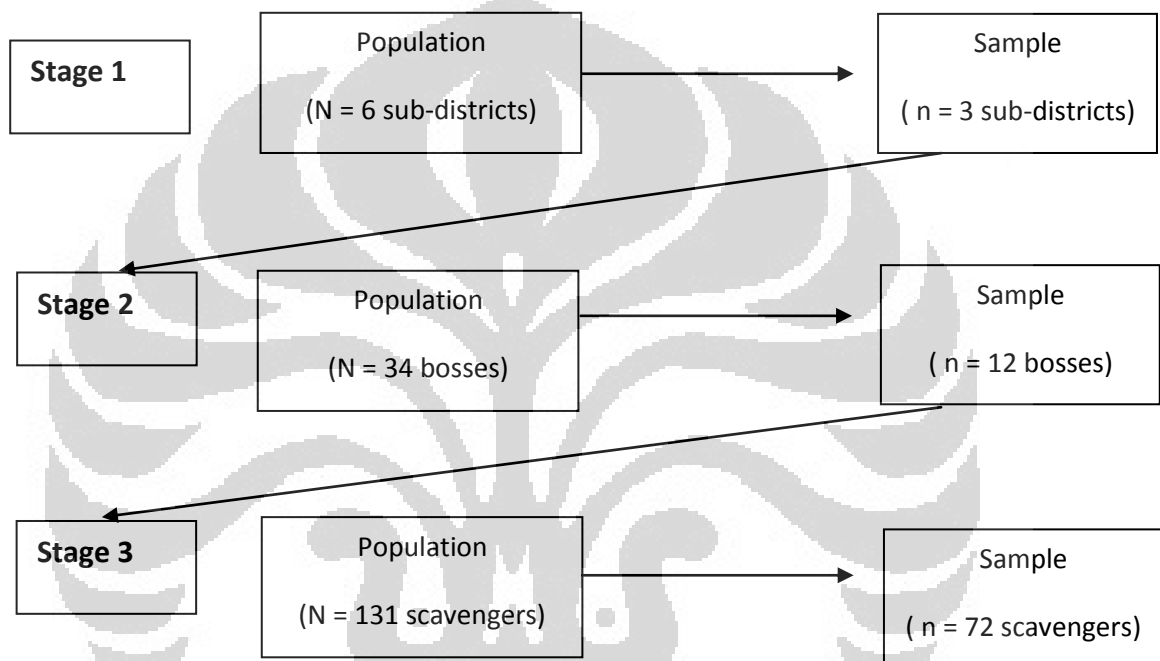 Stage 1
Population
(N = 6 sub-districts)
Sample
( n = 3 sub-districts)
Stage 2
Population
(N = 34 bosses)
Sample
( n = 12 bosses)
Stage 3
Population
(N = 131 scavengers)
Sample
( n = 72 scavengers)